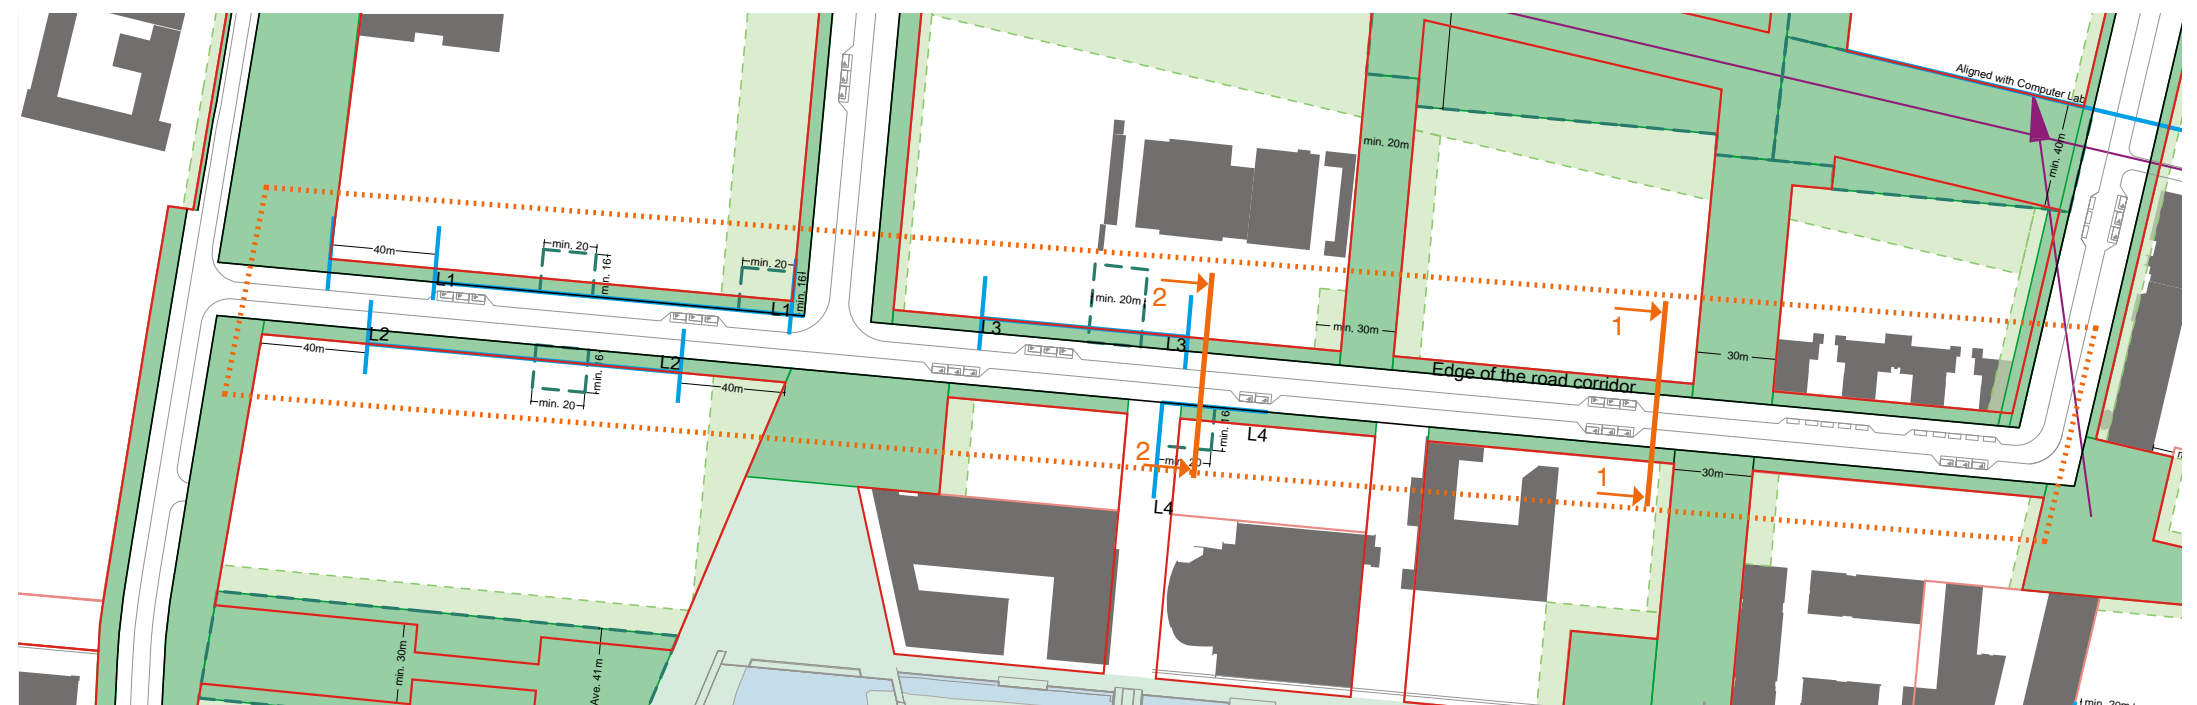 Aligned with Computer Lab
min. 40m
min. 20m
40m
L1
min. 20
min. 16
min. 20
min. 16
L1
2
min. 20m
L3
L3
min. 30m
1
30m
Edge of the road corridor
L2
40m
L2
40m
min. 16
min. 20
min. 16
L4
2
min. 20
L4
1
30m
min. 30m
Ave. 41m
min. 20m